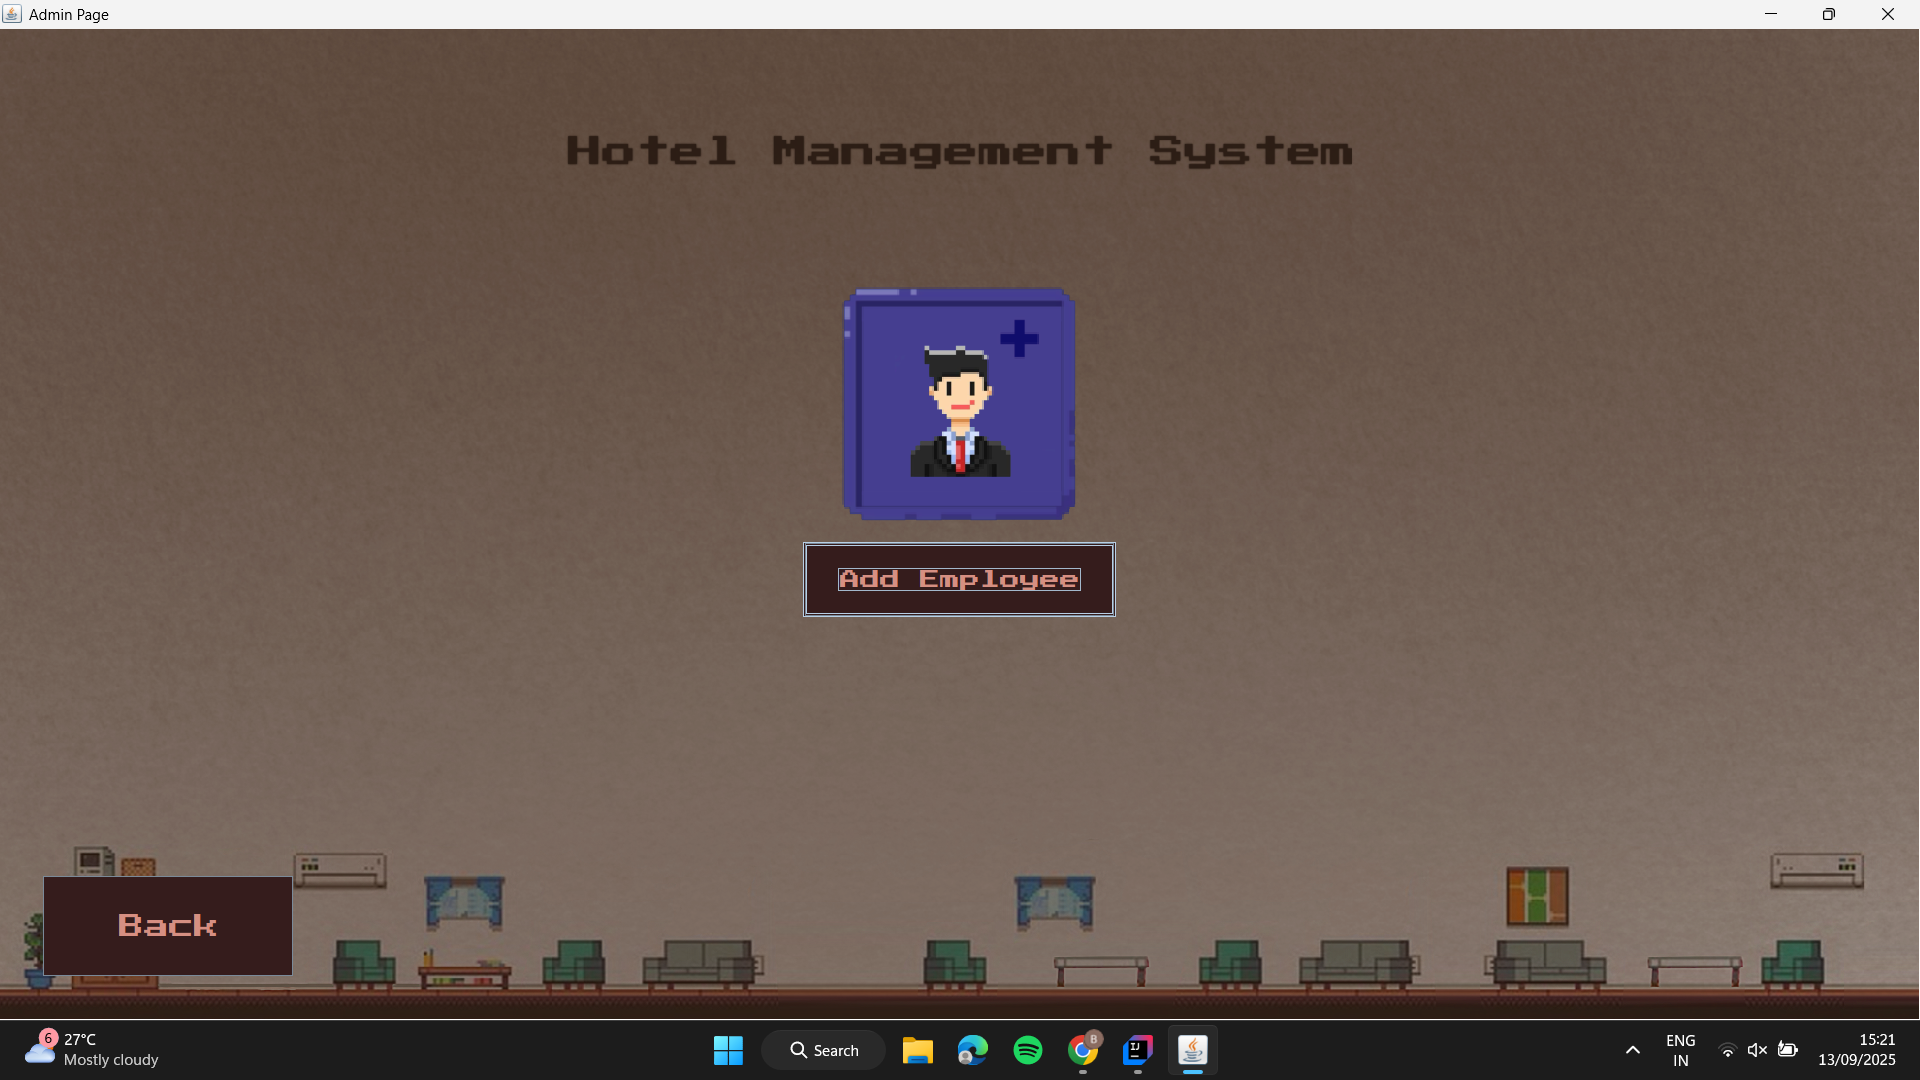 Admin Page
Hotel Management System
Add Employee
Back
6
27°C
Mostly cloudy
Search
B
IJ
ENG
IN
15:21
13/09/2025